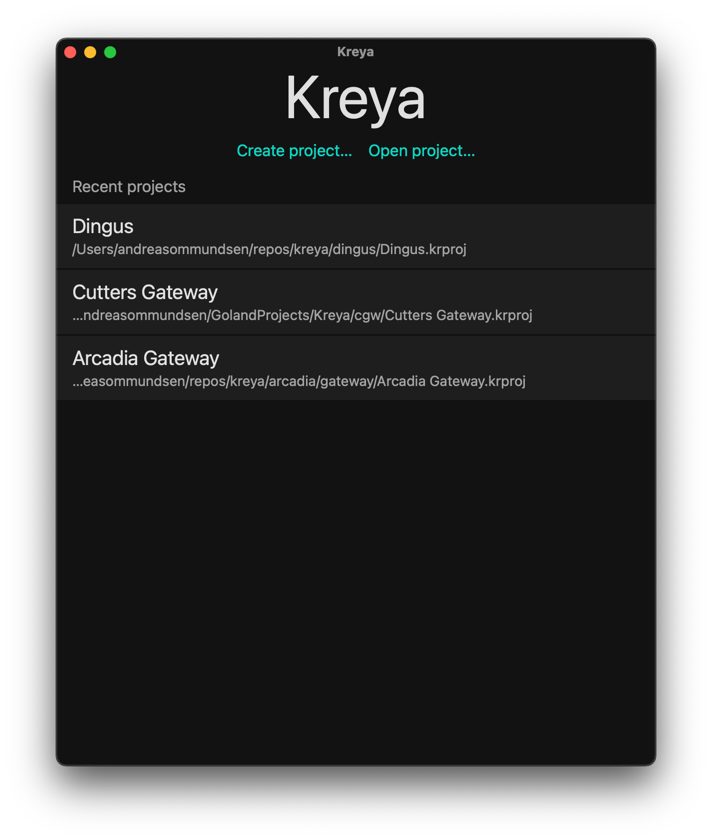 Kreya
Kreya
Create project... Open project...
Recent projects
Dingus
/Users/andreasommundsen/repos/kreya/dingus/Dingus.krproj
Cutters Gateway
...ndreasommundsen/GolandProjects/Kreya/cgw/Cutters Gateway.krproj
Arcadia Gateway
...easommundsen/repos/kreya/arcadia/gateway/Arcadia Gateway.krproj